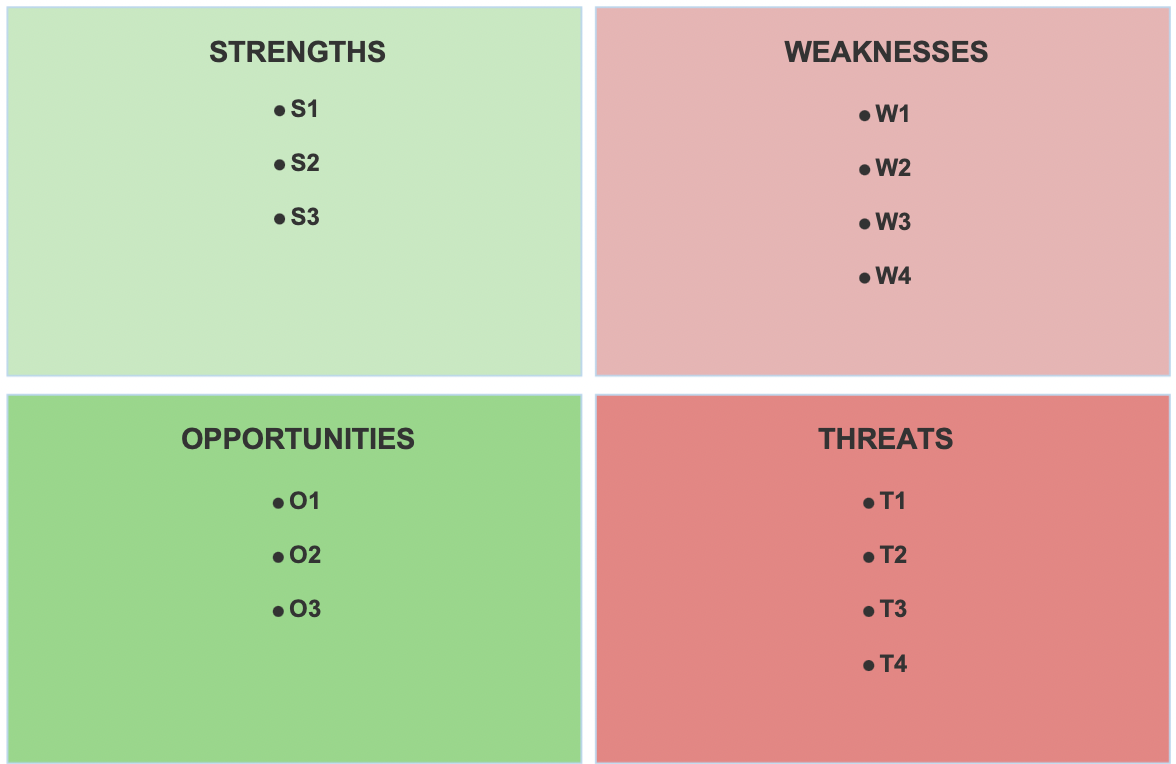 STRENGTHS
• S1
• S2
• S3
WEAKNESSES
• W1
• W2
• W3
• W4
OPPORTUNITIES
• O1
• O2
• O3
THREATS
• T1
• T2
• T3
• T4